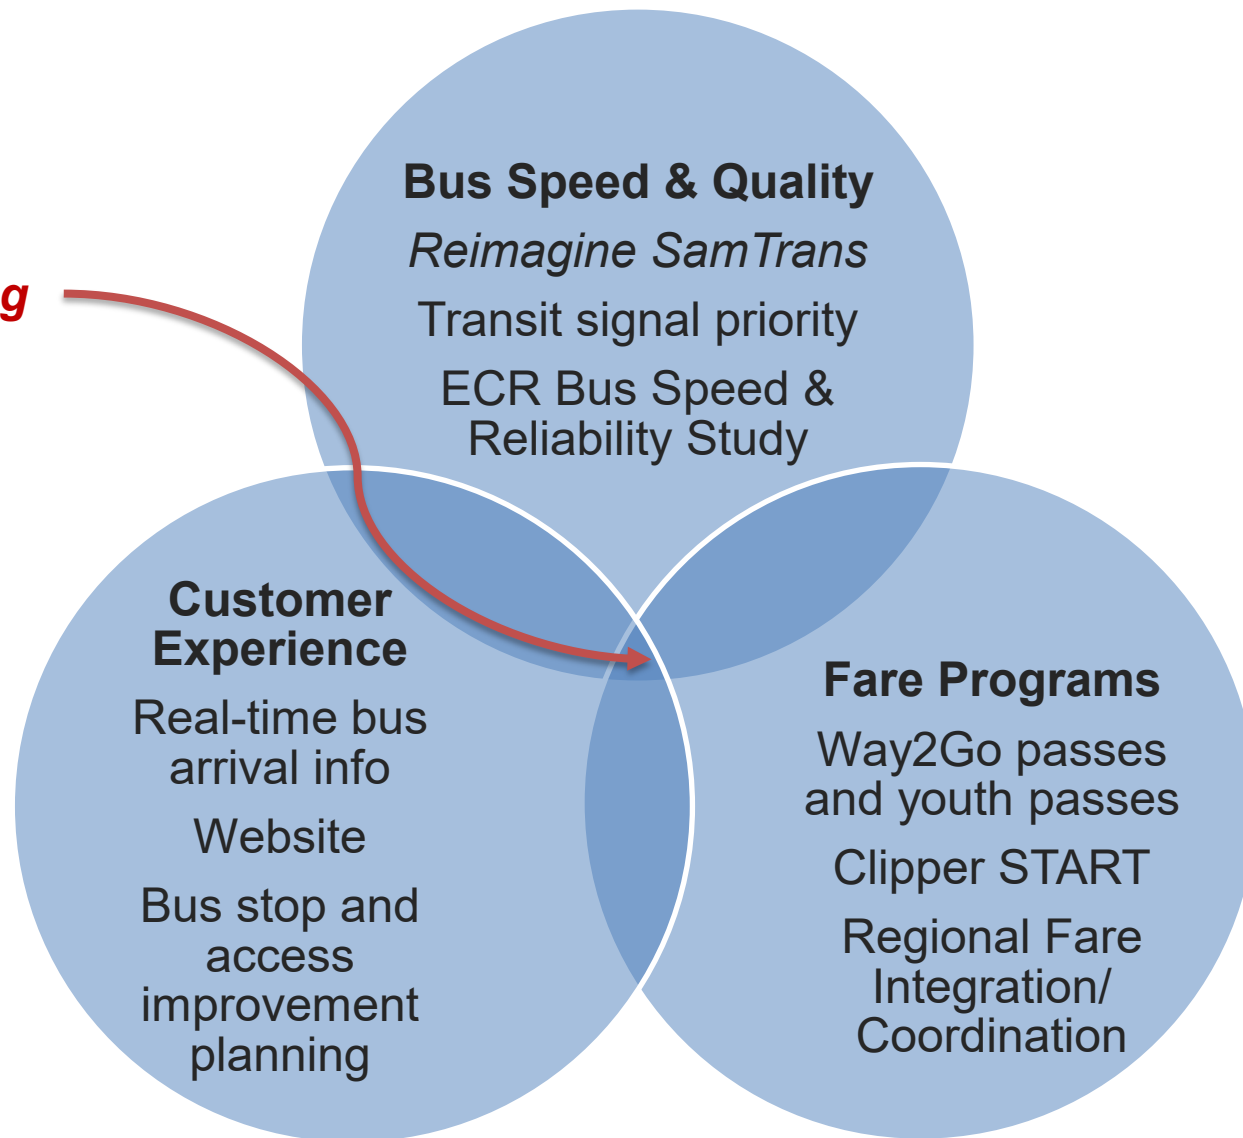 Bus Speed & Quality
Reimagine SamTrans
Transit signal priority
ECR Bus Speed &
Reliability Study
g
Customer
Experience
Real-time bus
arrival info
Website
Bus stop and
access
improvement
planning
Fare Programs
Way2Go passes
and youth passes
Clipper START
Regional Fare
Integration/
Coordination